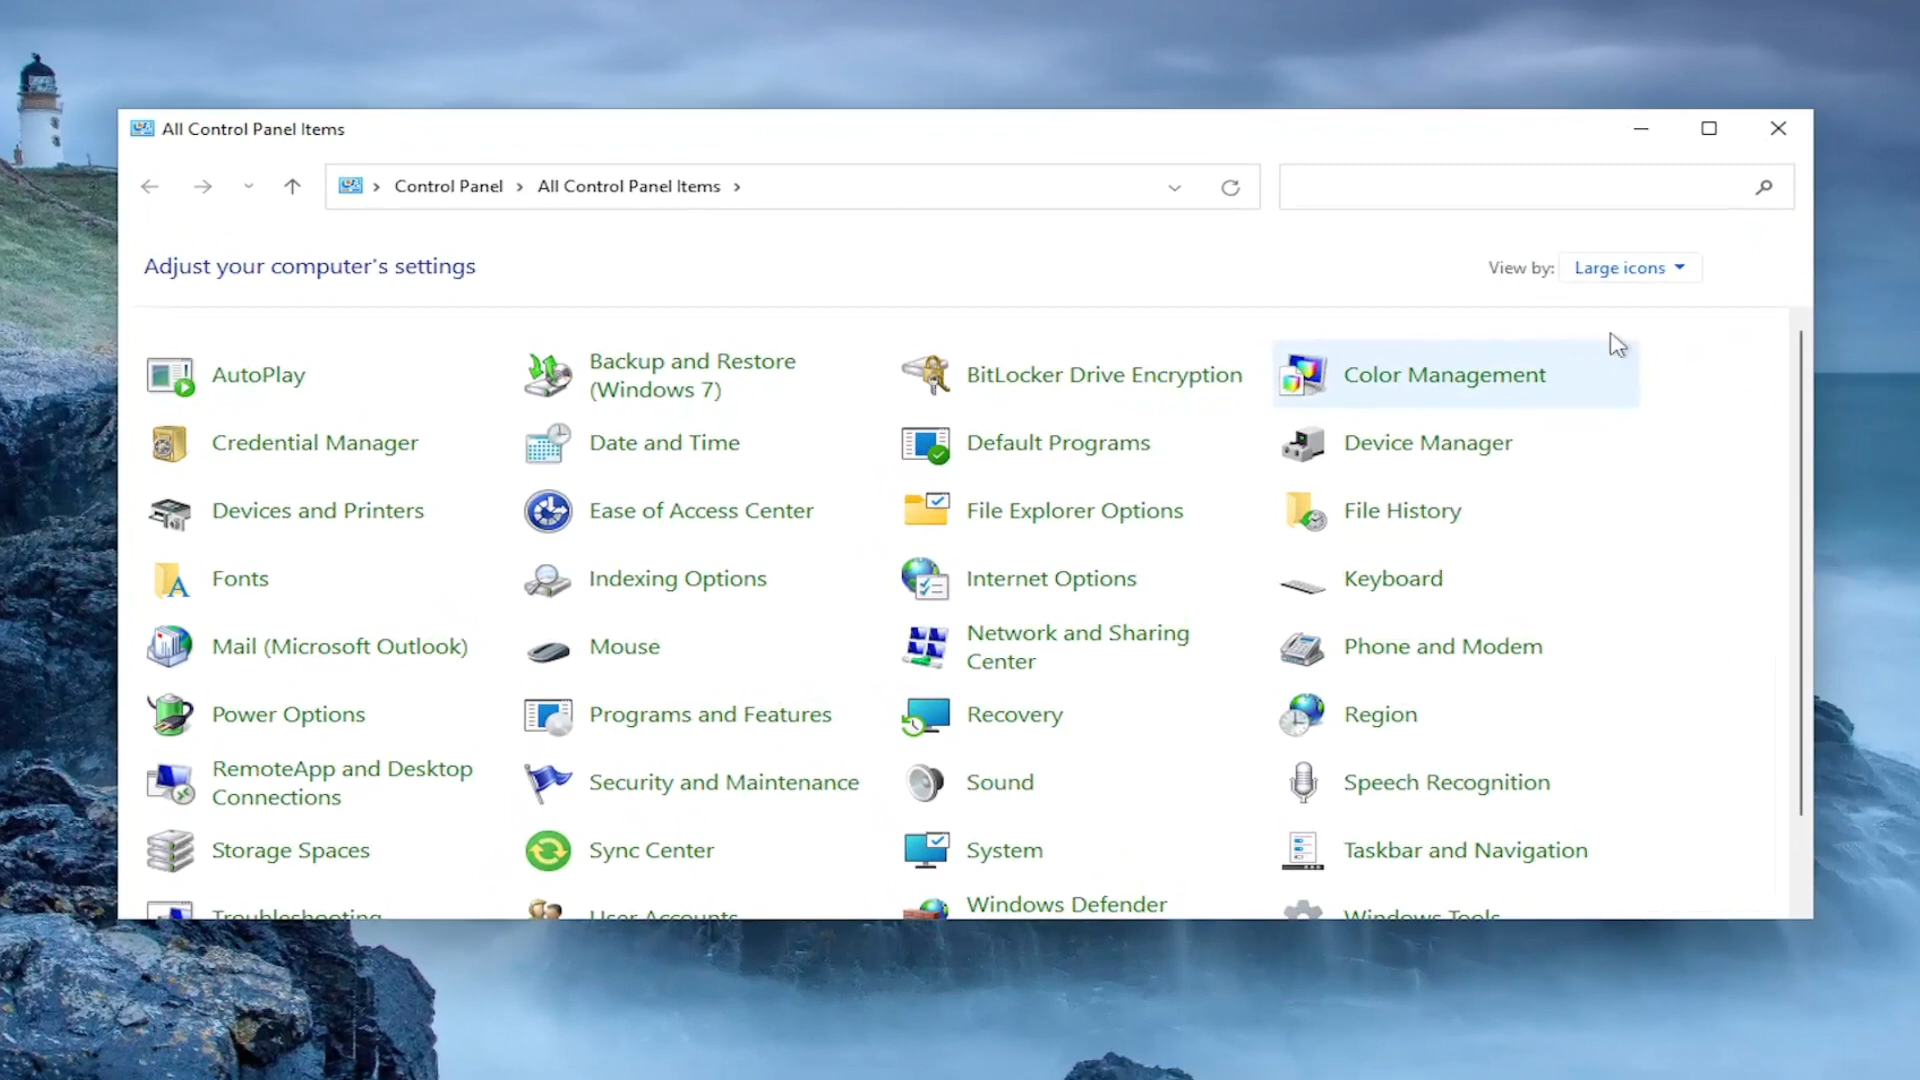 All Control Panel Items
Control Panel > All Control Panel Items >
Adjust your computer's settings
View by: Large icons
AutoPlay
Backup and Restore
(Windows 7)
BitLocker Drive Encryption
Color Management
Credential Manager
Date and Time
Default Programs
Device Manager
Devices and Printers
Ease of Access Center
File Explorer Options
File History
Fonts
Indexing Options
Internet Options
Keyboard
Mail (Microsoft Outlook)
Mouse
Network and Sharing
Center
Phone and Modem
Power Options
Programs and Features
Recovery
Region
RemoteApp and Desktop
Connections
Security and Maintenance
Sound
Speech Recognition
Storage Spaces
Sync Center
System
Taskbar and Navigation
Troubleshooting
User Accounts
Windows Defender
Windows Tools